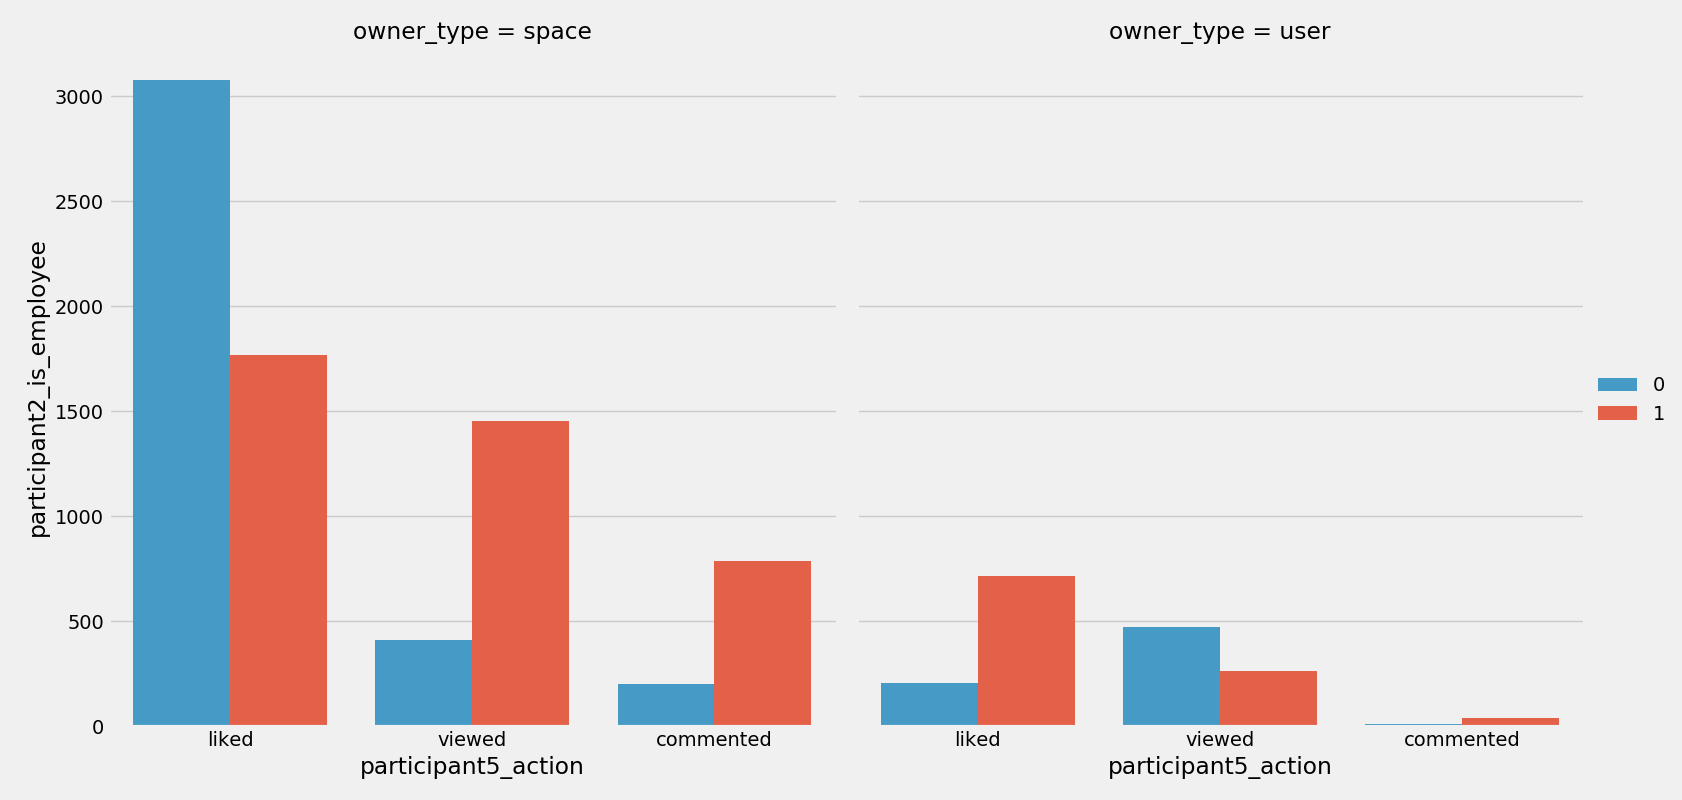 owner_type = space
owner_type = user
participant2_is_employee
3000
2500
2000
1500
1000
500
0
liked
viewed
commented
liked
viewed
commented
participant5_action
participant5_action
0
1